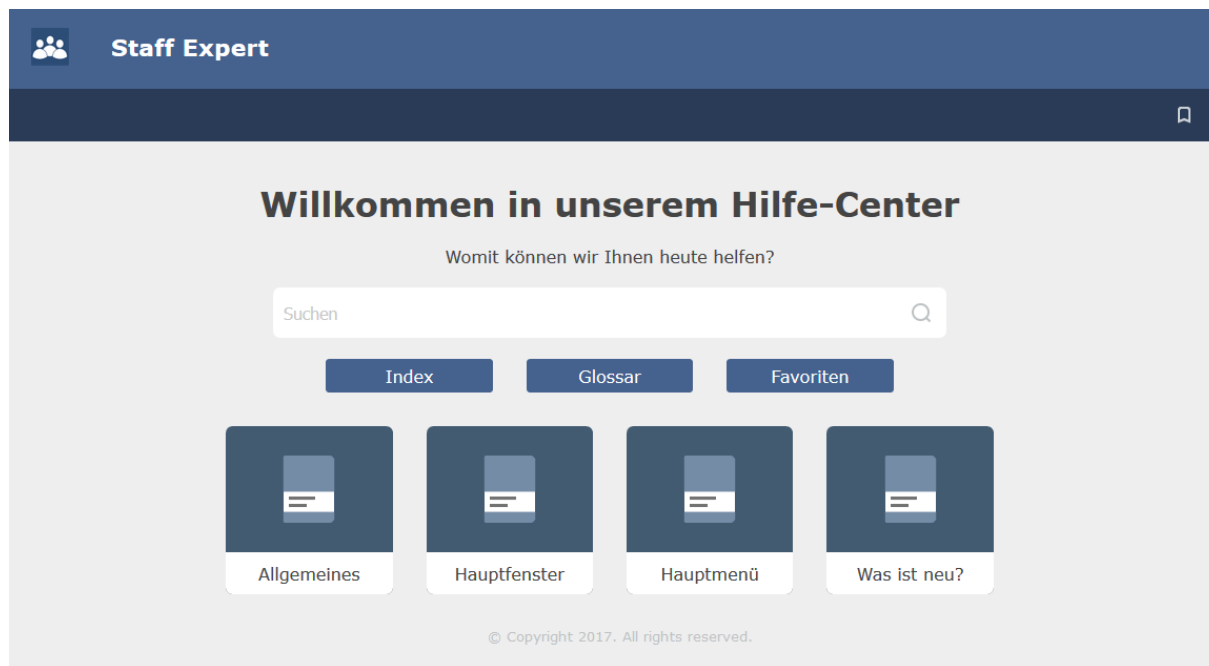 Staff Expert
Willkommen in unserem Hilfe-Center
Womit können wir Ihnen heute helfen?
Suchen
Index Glossar Favoriten
Allgemeines Hauptfenster Hauptmenü Was ist neu?
© Copyright 2017. All rights reserved.